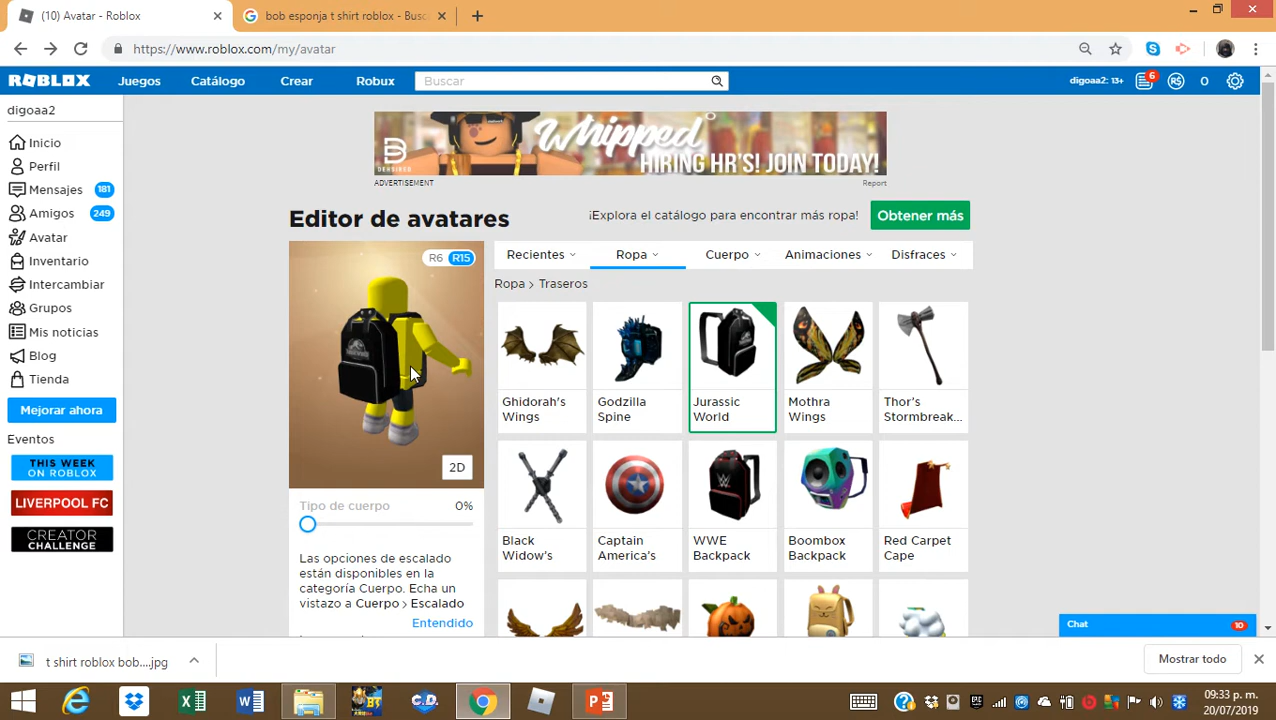 (10) Avatar - Roblox
bob esponja t shirt roblox - Busc
https://www.roblox.com/my/avatar
ROBLOX
Juegos
Catálogo
Crear
Robux
Buscar
digoaa2: 13+
6
R$
0
digoaa2
Inicio
Perfil
Mensajes 181
Amigos 249
Avatar
Inventario
Intercambiar
Grupos
Mis noticias
Blog
Tienda
Mejorar ahora
Eventos
THIS WEEK
ON ROBLOX
LIVERPOOL FC
CREATOR
CHALLENGE
Whipped
HIRING HR'S! JOIN TODAY!
ADVERTISEMENT
Report
Editor de avatares
¡Explora el catálogo para encontrar más ropa!
Obtener más
R6 R15
2D
Tipo de cuerpo 0%
Las opciones de escalado
están disponibles en la
categoría Cuerpo. Echa un
vistazo a Cuerpo > Escalado
Entendido
Recientes
Ropa
Cuerpo
Animaciones
Disfraces
Ropa > Traseros
Ghidorah's
Wings
Godzilla
Spine
Jurassic
World
Mothra
Wings
Thor's
Stormbreak...
Black
Widow's
Captain
America's
WWE
Backpack
Boombox
Backpack
Red Carpet
Cape
Chat 10
t shirt roblox bob....jpg
Mostrar todo
09:33 p. m.
20/07/2019